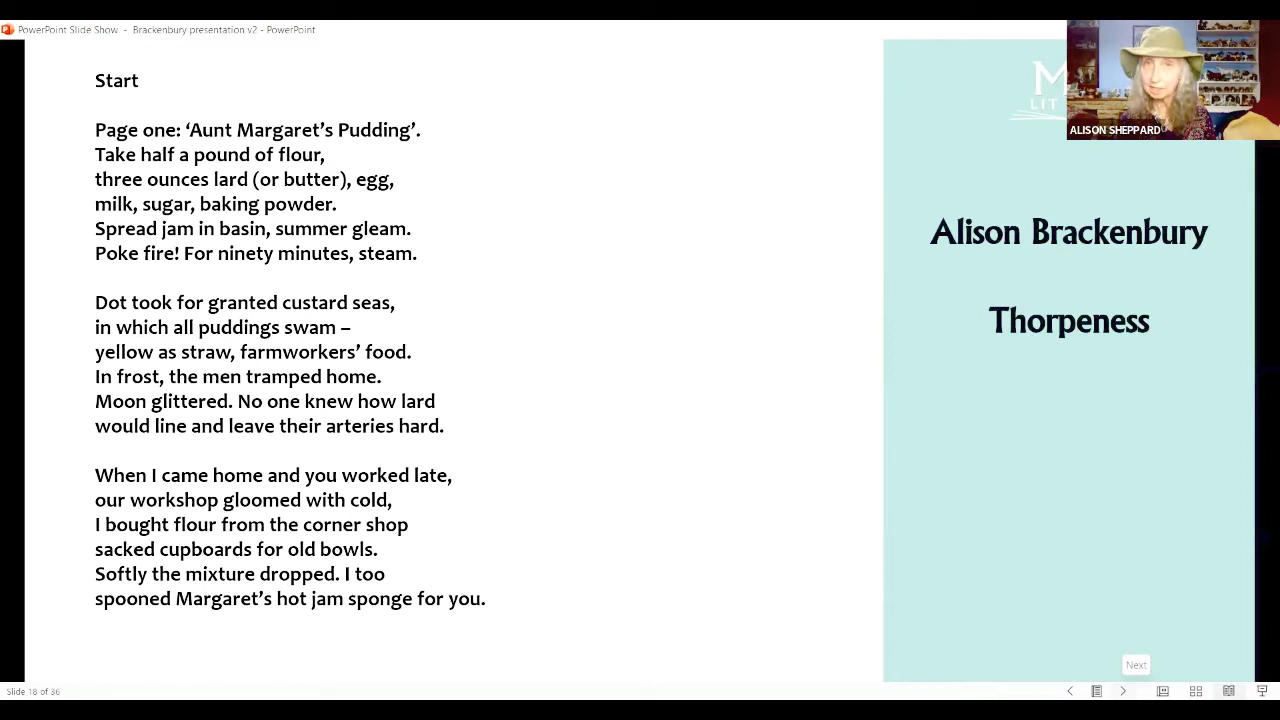 PowerPoint Slide Show - Brackenbury presentation v2 - PowerPoint
Start
Page one: ‘Aunt Margaret’s Pudding’.
Take half a pound of flour,
three ounces lard (or butter), egg,
milk, sugar, baking powder.
Spread jam in basin, summer gleam.
Poke fire! For ninety minutes, steam.
Dot took for granted custard seas,
in which all puddings swam –
yellow as straw, farmworkers’ food.
In frost, the men tramped home.
Moon glittered. No one knew how lard
would line and leave their arteries hard.
When I came home and you worked late,
our workshop gloomed with cold,
I bought flour from the corner shop
sacked cupboards for old bowls.
Softly the mixture dropped. I too
spooned Margaret’s hot jam sponge for you.
M
LIT
ALISON SHEPPARD
Alison Brackenbury
Thorpeness
Next
Slide 18 of 36